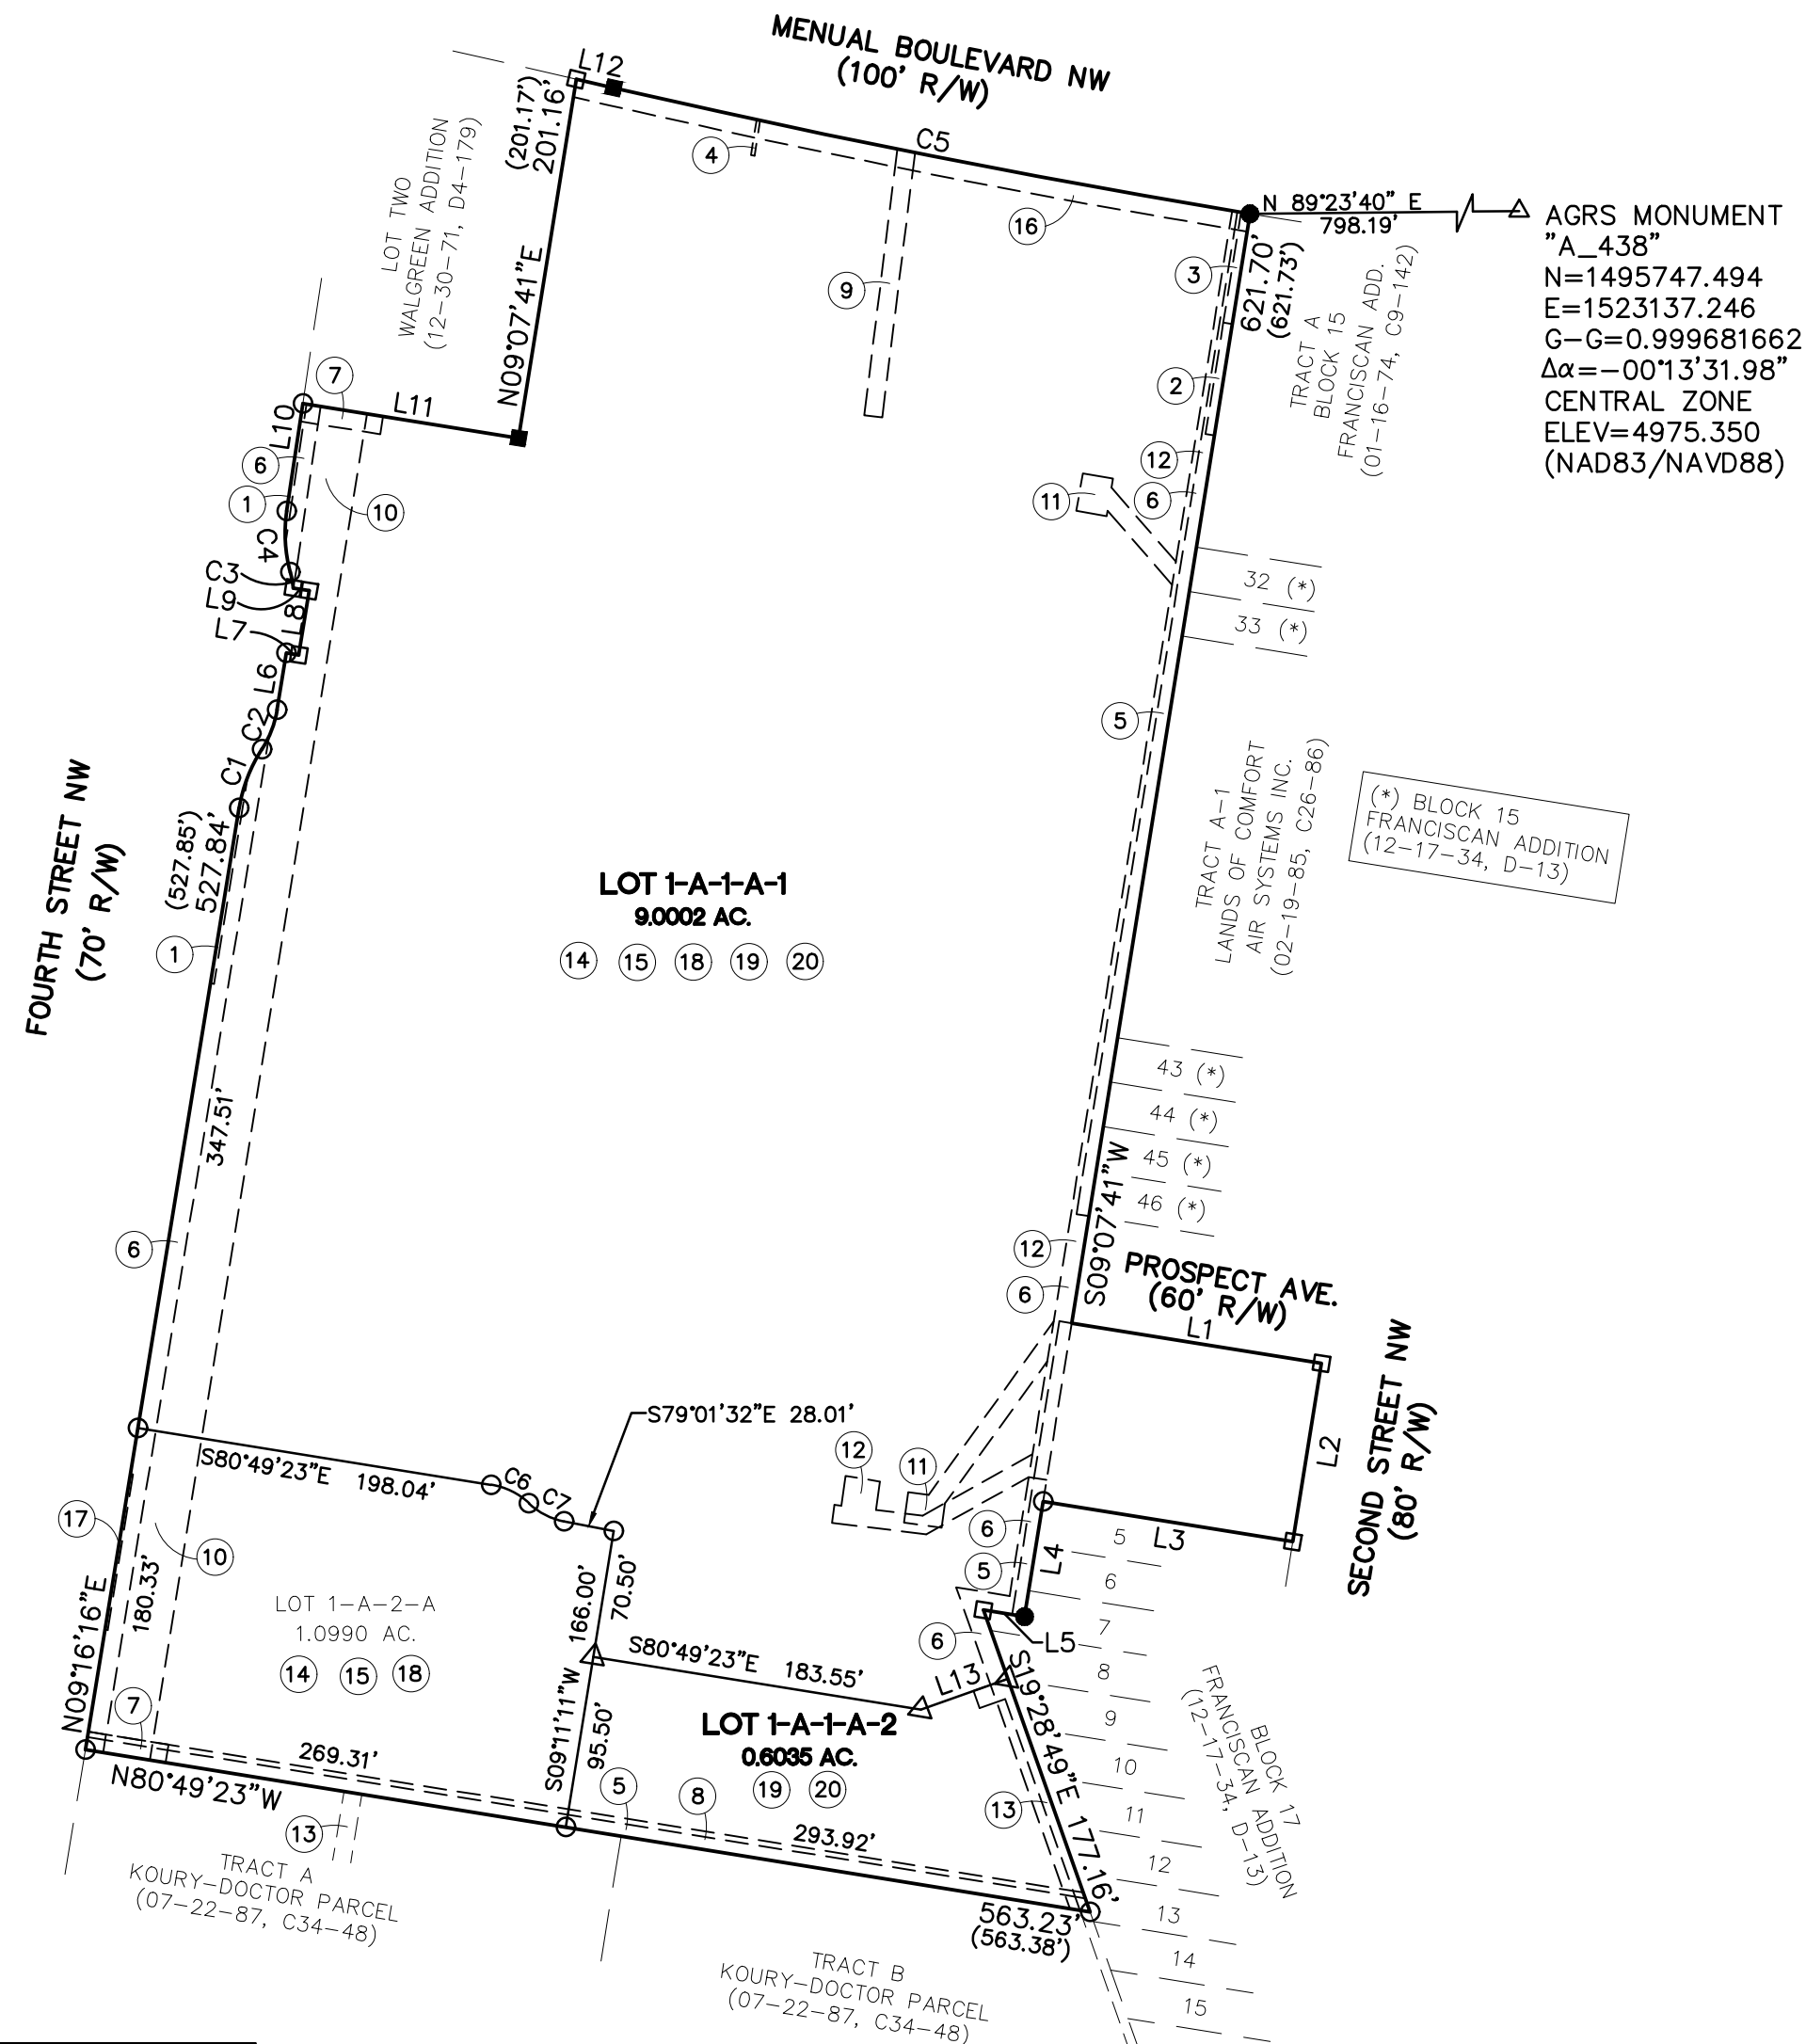 MENUAL BOULEVARD NW
(100' R/W)
L12
(201.17')
201.16'
N09°07'41"E
LOT TWO
WALGREEN ADDITION
(12-30-71, D4-179)
4
C5
16
9
N 89°23'40" E
798.19'
AGRS MONUMENT
"A_438"
N=1495747.494
E=1523137.246
G-G=0.999681662
Δα=-00°13'31.98"
CENTRAL ZONE
ELEV=4975.350
(NAD83/NAVD88)
3
621.70'
(621.73')
2
TRACT A
BLOCK 15
FRANCISCAN ADD.
(01-16-74, C9-142)
12
6
11
7
L11
L10
6
1
10
C4
C3
L9
L8
L7
L6
C2
C1
32 (*)
33 (*)
5
TRACT A-1
LANDS OF COMFORT
AIR SYSTEMS INC.
(02-19-85, C26-86)
(*) BLOCK 15
FRANCISCAN ADDITION
(12-17-34, D-13)
FOURTH STREET NW
(70' R/W)
(527.85')
527.84'
1
LOT 1-A-1-A-1
9.0002 AC.
14 15 18 19 20
347.51'
6
43 (*)
44 (*)
45 (*)
46 (*)
S09°07'41"W
12
6
PROSPECT AVE.
(60' R/W)
L1
L2
SECOND STREET NW
(80' R/W)
L3
S79°01'32"E 28.01'
S80°49'23"E 198.04'
C6
C7
12
11
6
5
L4
L5
17
10
180.33'
N09°16'16"E
LOT 1-A-2-A
1.0990 AC.
14 15 18
166.00'
70.50'
S09°11'11"W
95.50'
S80°49'23"E 183.55'
L13
6
S19°28'49"E 177.16'
LOT 1-A-1-A-2
0.6035 AC.
19 20
5
8
13
7
269.31'
N80°49'23"W
13
293.92'
563.23'
(563.38')
5
6
7
8
9
10
11
12
13
14
15
BLOCK 17
FRANCISCAN ADDITION
(12-17-34, D-13)
TRACT A
KOURY-DOCTOR PARCEL
(07-22-87, C34-48)
TRACT B
KOURY-DOCTOR PARCEL
(07-22-87, C34-48)